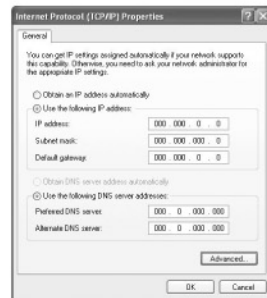 Internet Protocol (TCP/IP) Properties
General
You can get IP settings assigned automatically if your network supports
this capability. Otherwise, you need to ask your network administrator for
the appropriate IP settings.
Obtain an IP address automatically
Use the following IP address:
IP address: 000 . 000 . 0 . 0
Subnet mask: 000 . 000 . 000 . 0
Default gateway: 000 . 000 . 0 . 0
Obtain DNS server address automatically
Use the following DNS server addresses:
Preferred DNS server: 000 . 0 . 000 . 000
Alternate DNS server: 000 . 0 . 000 . 000
Advanced...
OK Cancel